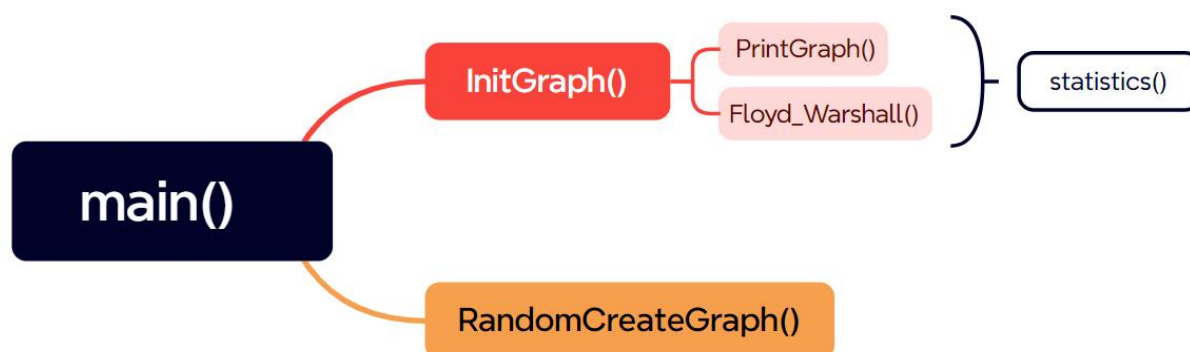 PrintGraph()
InitGraph()
statistics()
Floyd_Warshall()
main()
RandomCreateGraph()